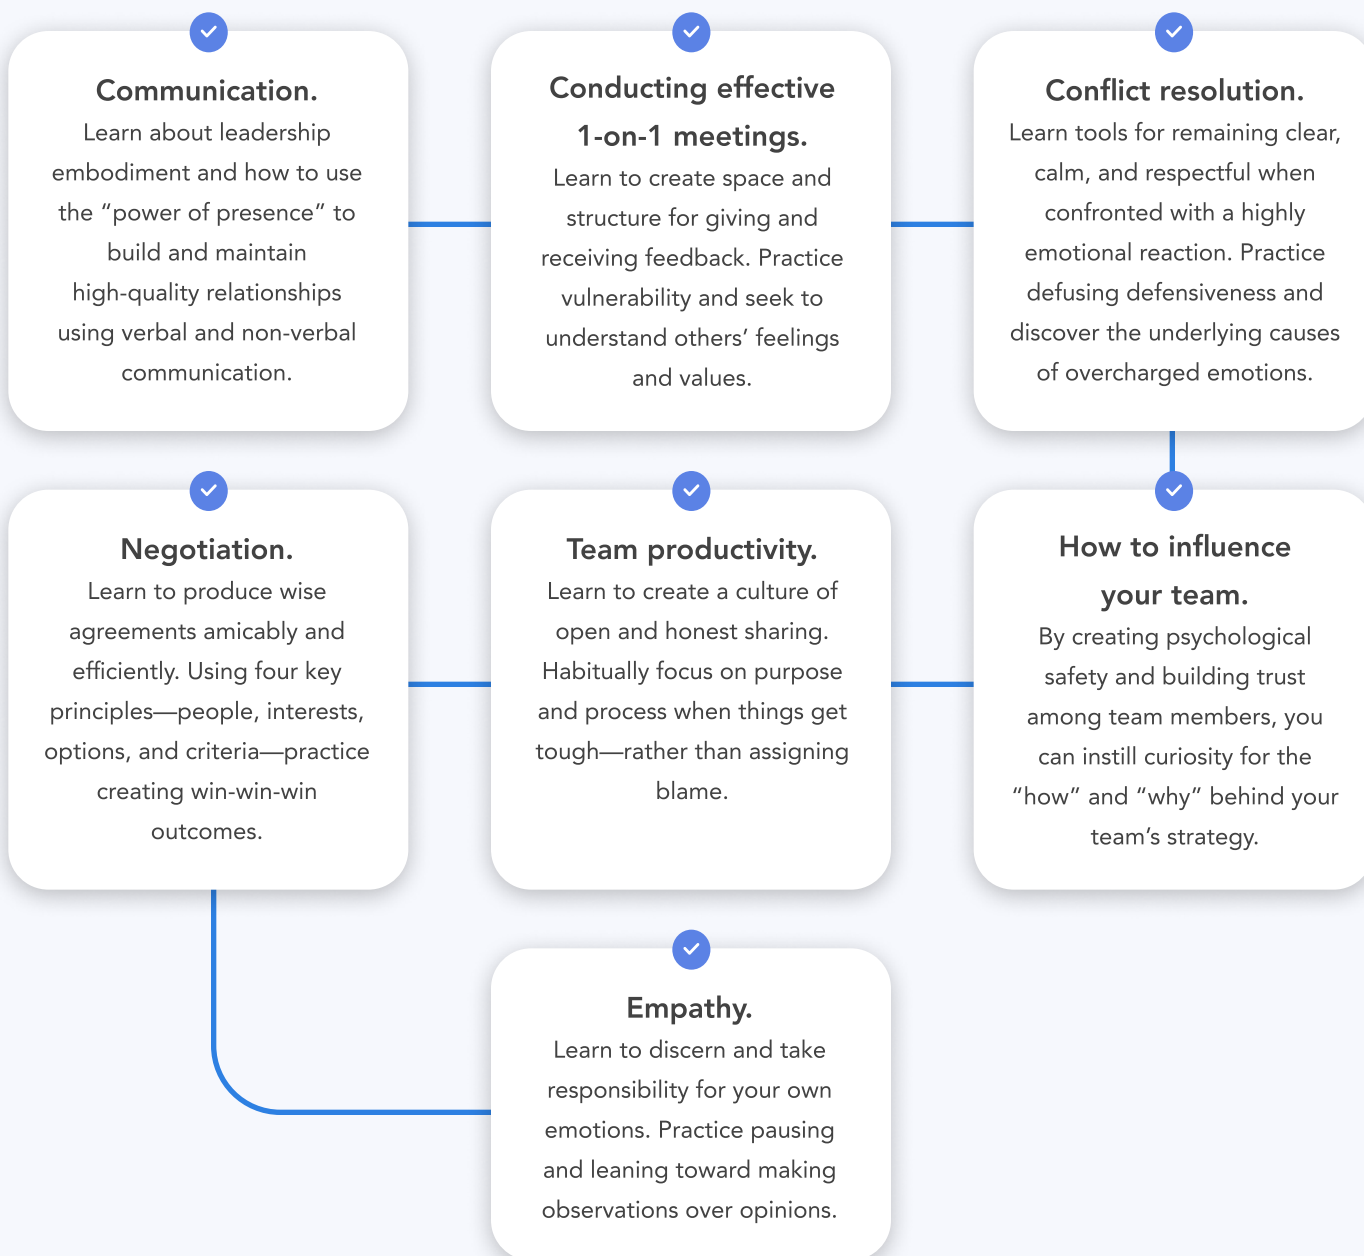 Communication.
Learn about leadership
embodiment and how to use
the “power of presence” to
build and maintain
high-quality relationships
using verbal and non-verbal
communication.
Conducting effective
1-on-1 meetings.
Learn to create space and
structure for giving and
receiving feedback. Practice
vulnerability and seek to
understand others’ feelings
and values.
Conflict resolution.
Learn tools for remaining clear,
calm, and respectful when
confronted with a highly
emotional reaction. Practice
defusing defensiveness and
discover the underlying causes
of overcharged emotions.
Negotiation.
Learn to produce wise
agreements amicably and
efficiently. Using four key
principles—people, interests,
options, and criteria—practice
creating win-win-win
outcomes.
Team productivity.
Learn to create a culture of
open and honest sharing.
Habitually focus on purpose
and process when things get
tough—rather than assigning
blame.
How to influence
your team.
By creating psychological
safety and building trust
among team members, you
can instill curiosity for the
“how” and “why” behind your
team’s strategy.
Empathy.
Learn to discern and take
responsibility for your own
emotions. Practice pausing
and leaning toward making
observations over opinions.